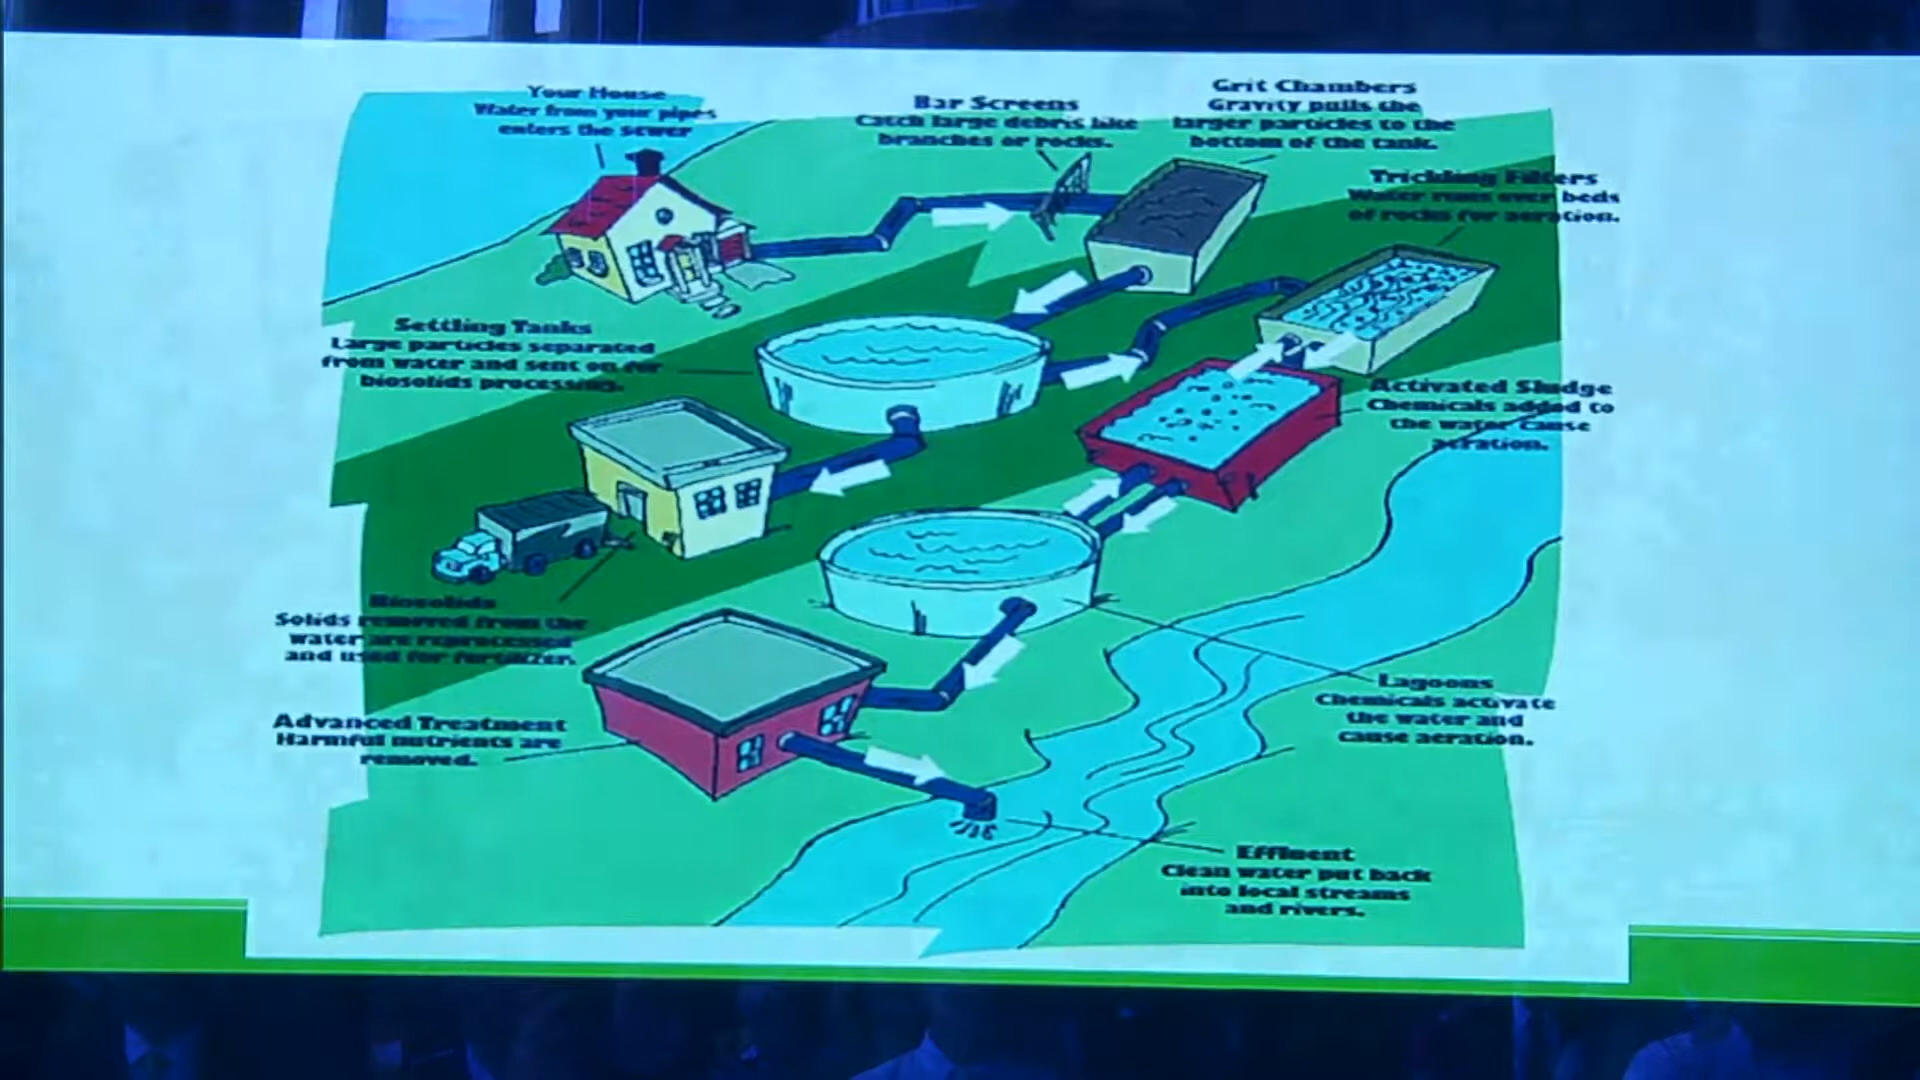 Your House
Water from your pipes
enters the sewer
Bar Screens
Catch large debris like
branches or rocks.
Grit Chambers
Gravity pulls the
larger particles to the
bottom of the tank.
Trickling Filters
Water runs over beds
of rocks for aeration.
Settling Tanks
Large particles separated
from water and sent on for
biosolids processing.
Activated Sludge
Chemicals added to
the water cause
aeration.
Biosolids
Solids removed from the
water are reprocessed
and used for fertilizer.
Lagoons
Chemicals activate
the water and
cause aeration.
Advanced Treatment
Harmful nutrients are
removed.
Effluent
Clean water put back
into local streams
and rivers.